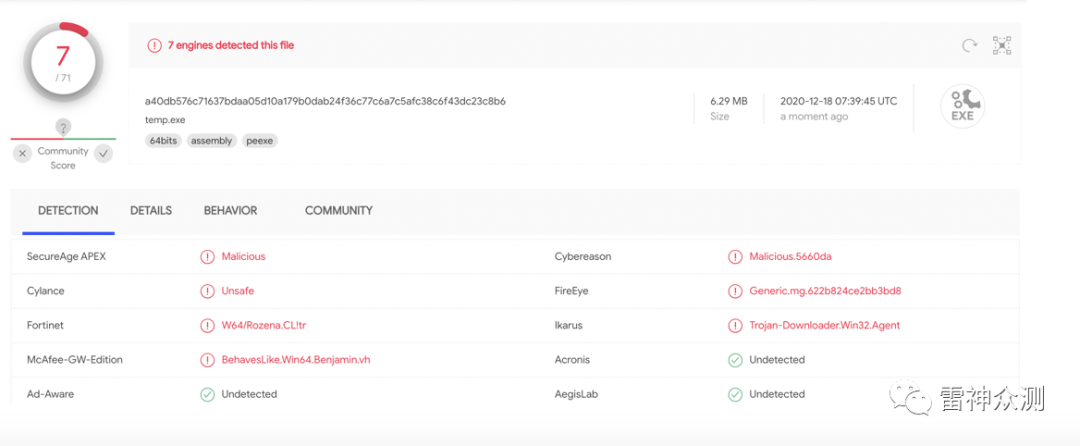 7
/ 71
?
Community
Score
7 engines detected this file
a40db576c71637bdaa05d10a179b0dab24f36c77c6a7c5afc38c6f43dc23c8b6
temp.exe
64bits assembly peexe
6.29 MB
Size
2020-12-18 07:39:45 UTC
a moment ago
EXE
DETECTION DETAILS BEHAVIOR COMMUNITY
SecureAge APEX Malicious Cybereason Malicious.5660da
Cylance Unsafe FireEye Generic.mg.622b824ce2bb3bd8
Fortinet W64/Rozena.CL!tr Ikarus Trojan-Downloader.Win32.Agent
McAfee-GW-Edition BehavesLike.Win64.Benjamin.vh Acronis Undetected
Ad-Aware Undetected AegisLab Undetected
雷神众测